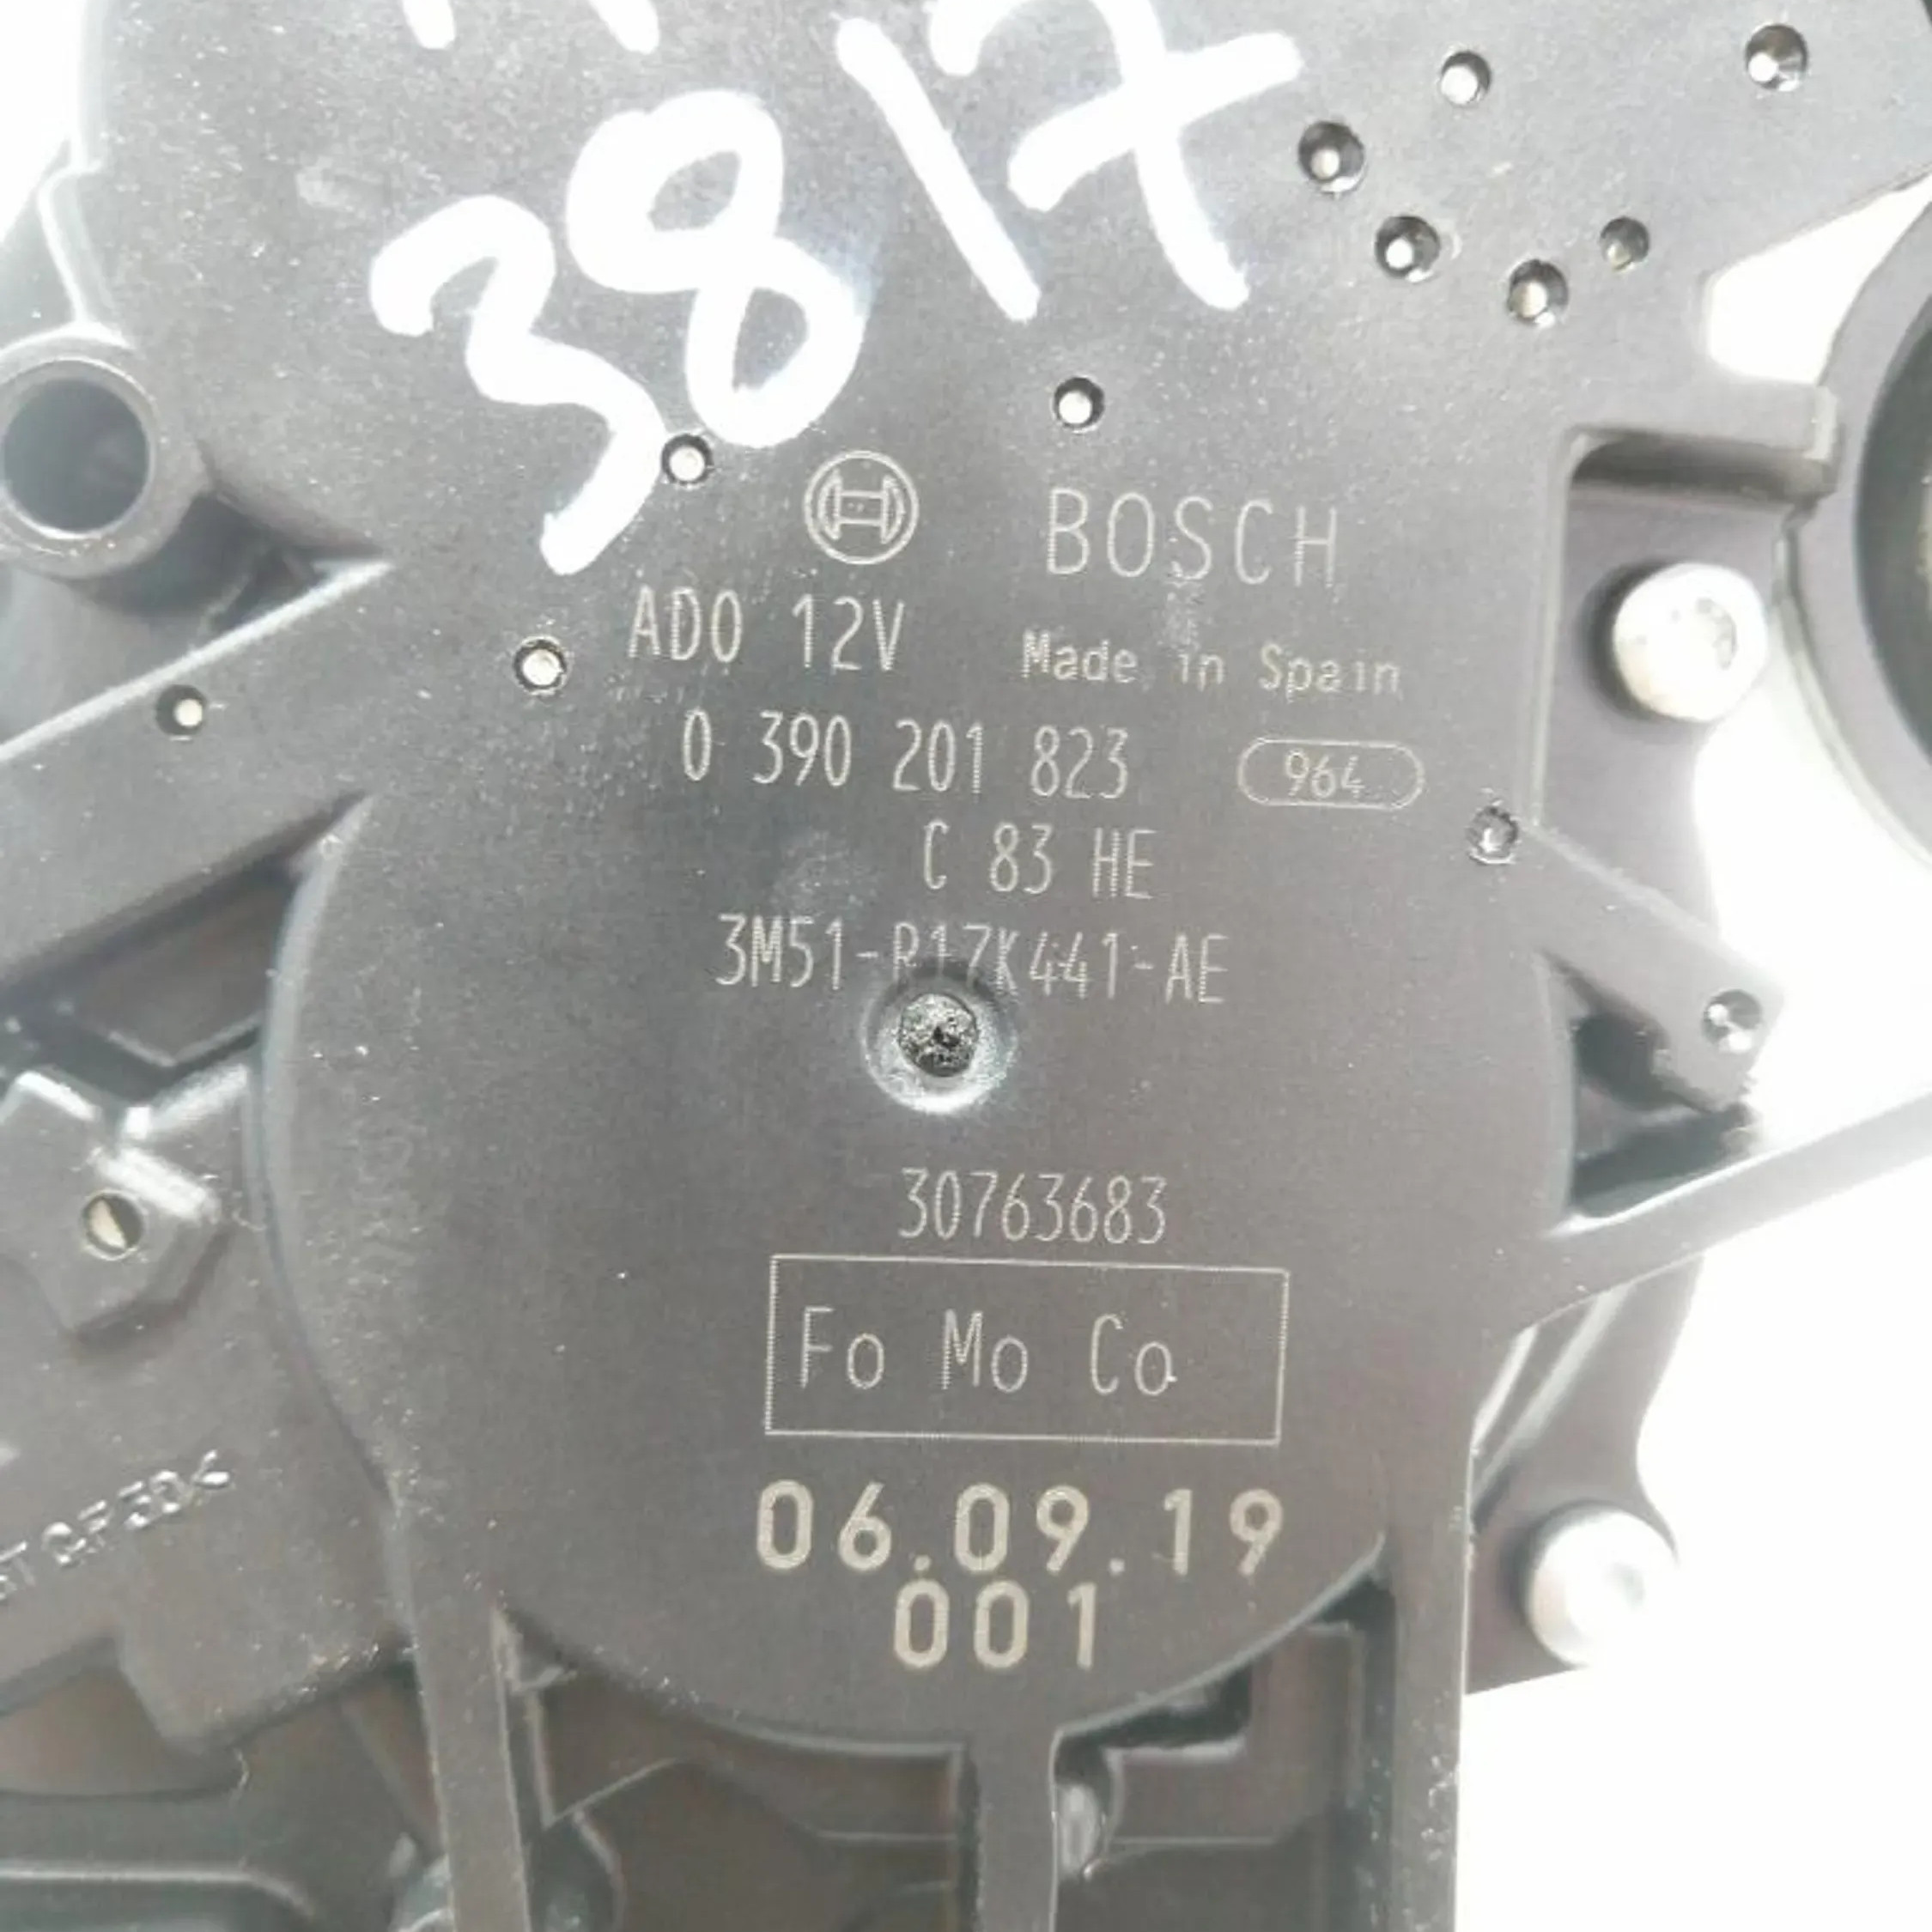 3817
BOSCH
ADO 12V Made in Spain
0 390 201 823 964
C 83 HE
3M51-R17K441-AE
30763683
Fo Mo Co
06.09.19
001